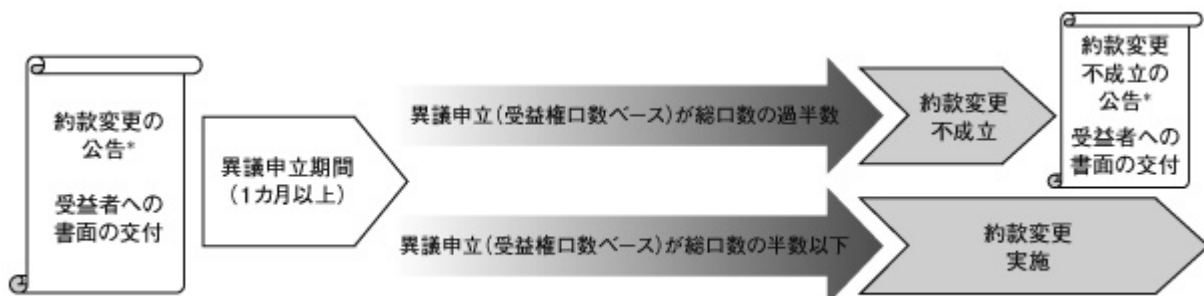 約款変更の
公告*
受益者への
書面の交付
異議申立期間
(1カ月以上)
異議申立(受益権口数ベース)が総口数の過半数
約款変更
不成立
約款変更
不成立の
公告*
受益者への
書面の交付
異議申立(受益権口数ベース)が総口数の半数以下
約款変更
実施